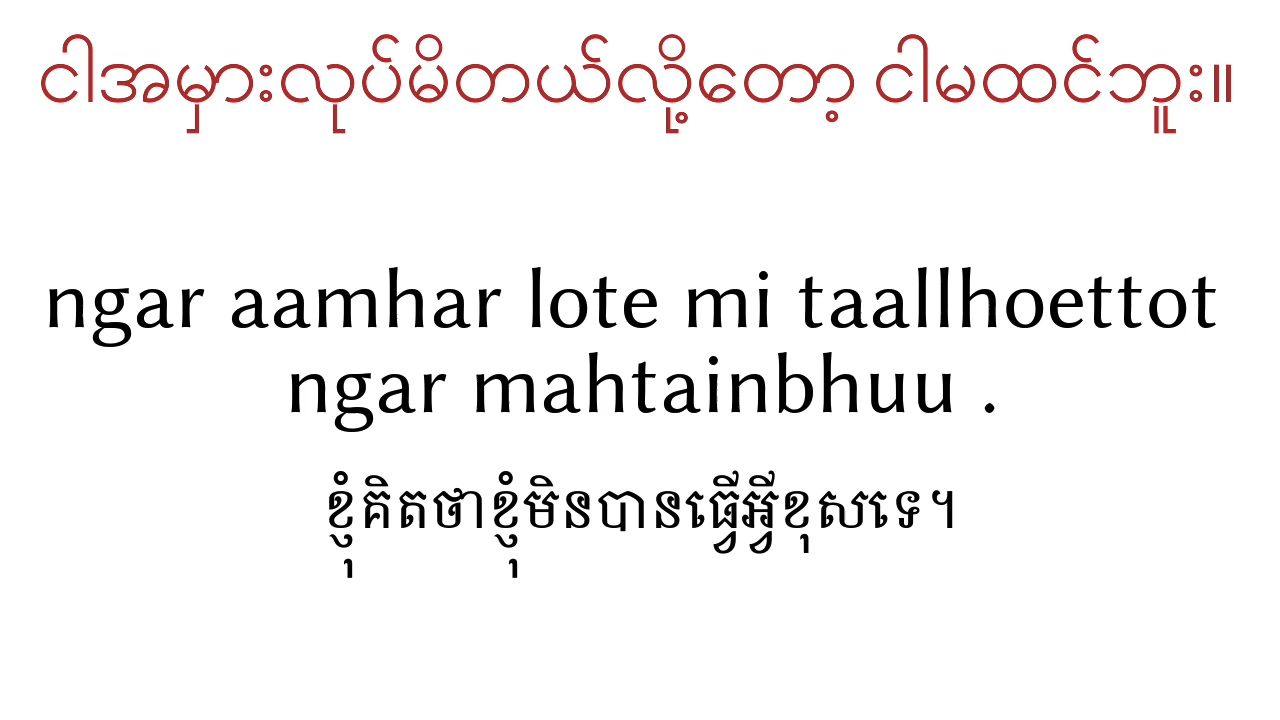 ငါအမှားလုပ်မိတယ်လို့တော့ ငါမထင်ဘူး။
ngar aamhar lote mi taallhoettot
ngar mahtainbhuu .
ខ្ញុំគិតថាខ្ញុំមិនបានធ្វើអ្វីខុសទេ។